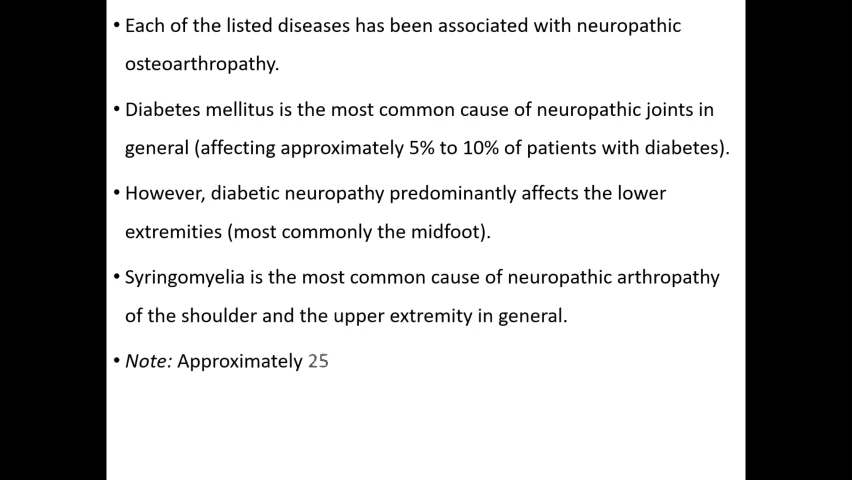 • Each of the listed diseases has been associated with neuropathic
osteoarthropathy.
• Diabetes mellitus is the most common cause of neuropathic joints in
general (affecting approximately 5% to 10% of patients with diabetes).
• However, diabetic neuropathy predominantly affects the lower
extremities (most commonly the midfoot).
• Syringomyelia is the most common cause of neuropathic arthropathy
of the shoulder and the upper extremity in general.
• Note: Approximately 25